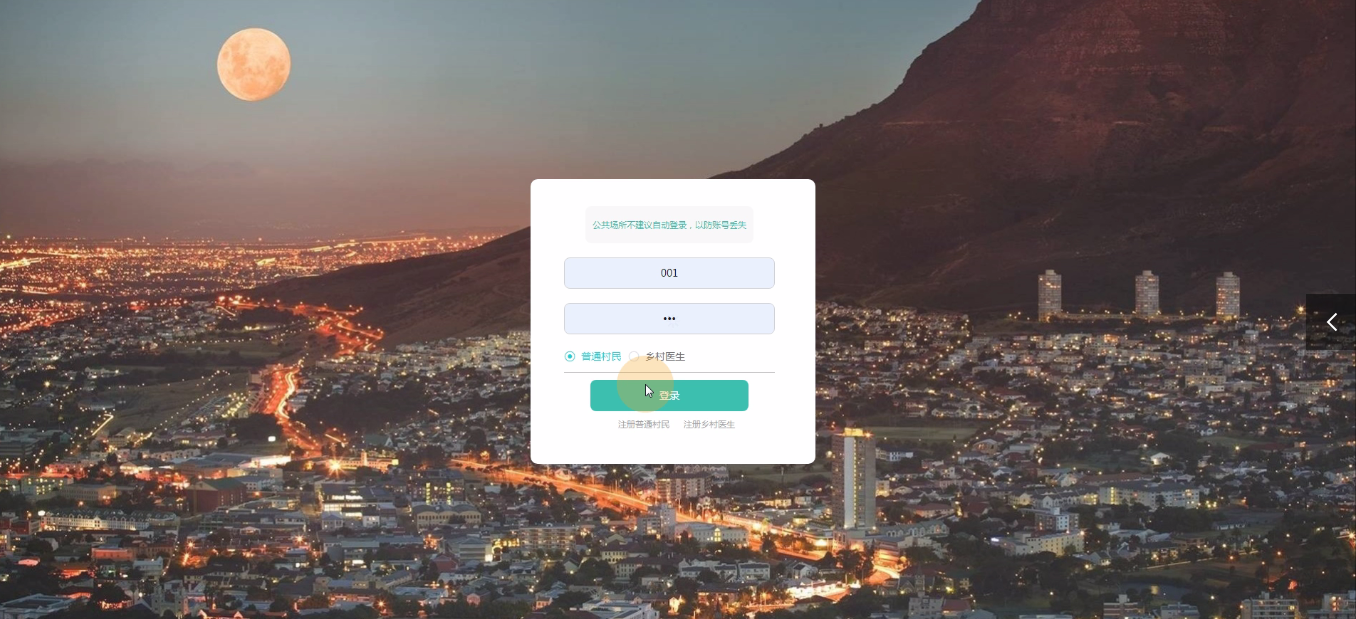 公共场所不建议自动登录，以防账号丢失
001
•••
普通村民 乡村医生
登录
注册普通村民 注册乡村医生